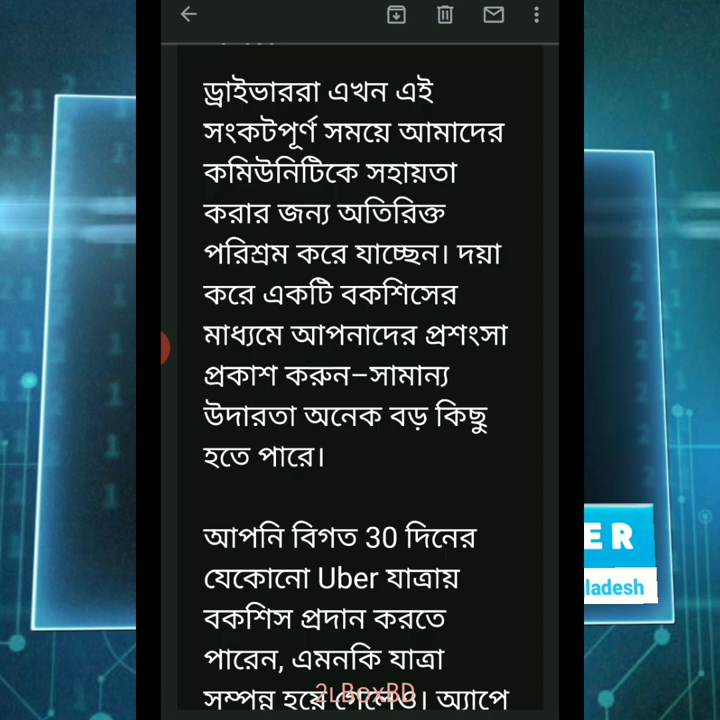 ড্রাইভাররা এখন এই
সংকটপূর্ণ সময়ে আমাদের
কমিউনিটিকে সহায়তা
করার জন্য অতিরিক্ত
পরিশ্রম করে যাচ্ছেন। দয়া
করে একটি বকশিসের
মাধ্যমে আপনাদের প্রশংসা
প্রকাশ করুন–সামান্য
উদারতা অনেক বড় কিছু
হতে পারে।
আপনি বিগত 30 দিনের
যেকোনো Uber যাত্রায়
বকশিস প্রদান করতে
পারেন, এমনকি যাত্রা
সম্পন্ন হয়ে গেলেও। অ্যাপে
2LBoxBD
ER
ladesh